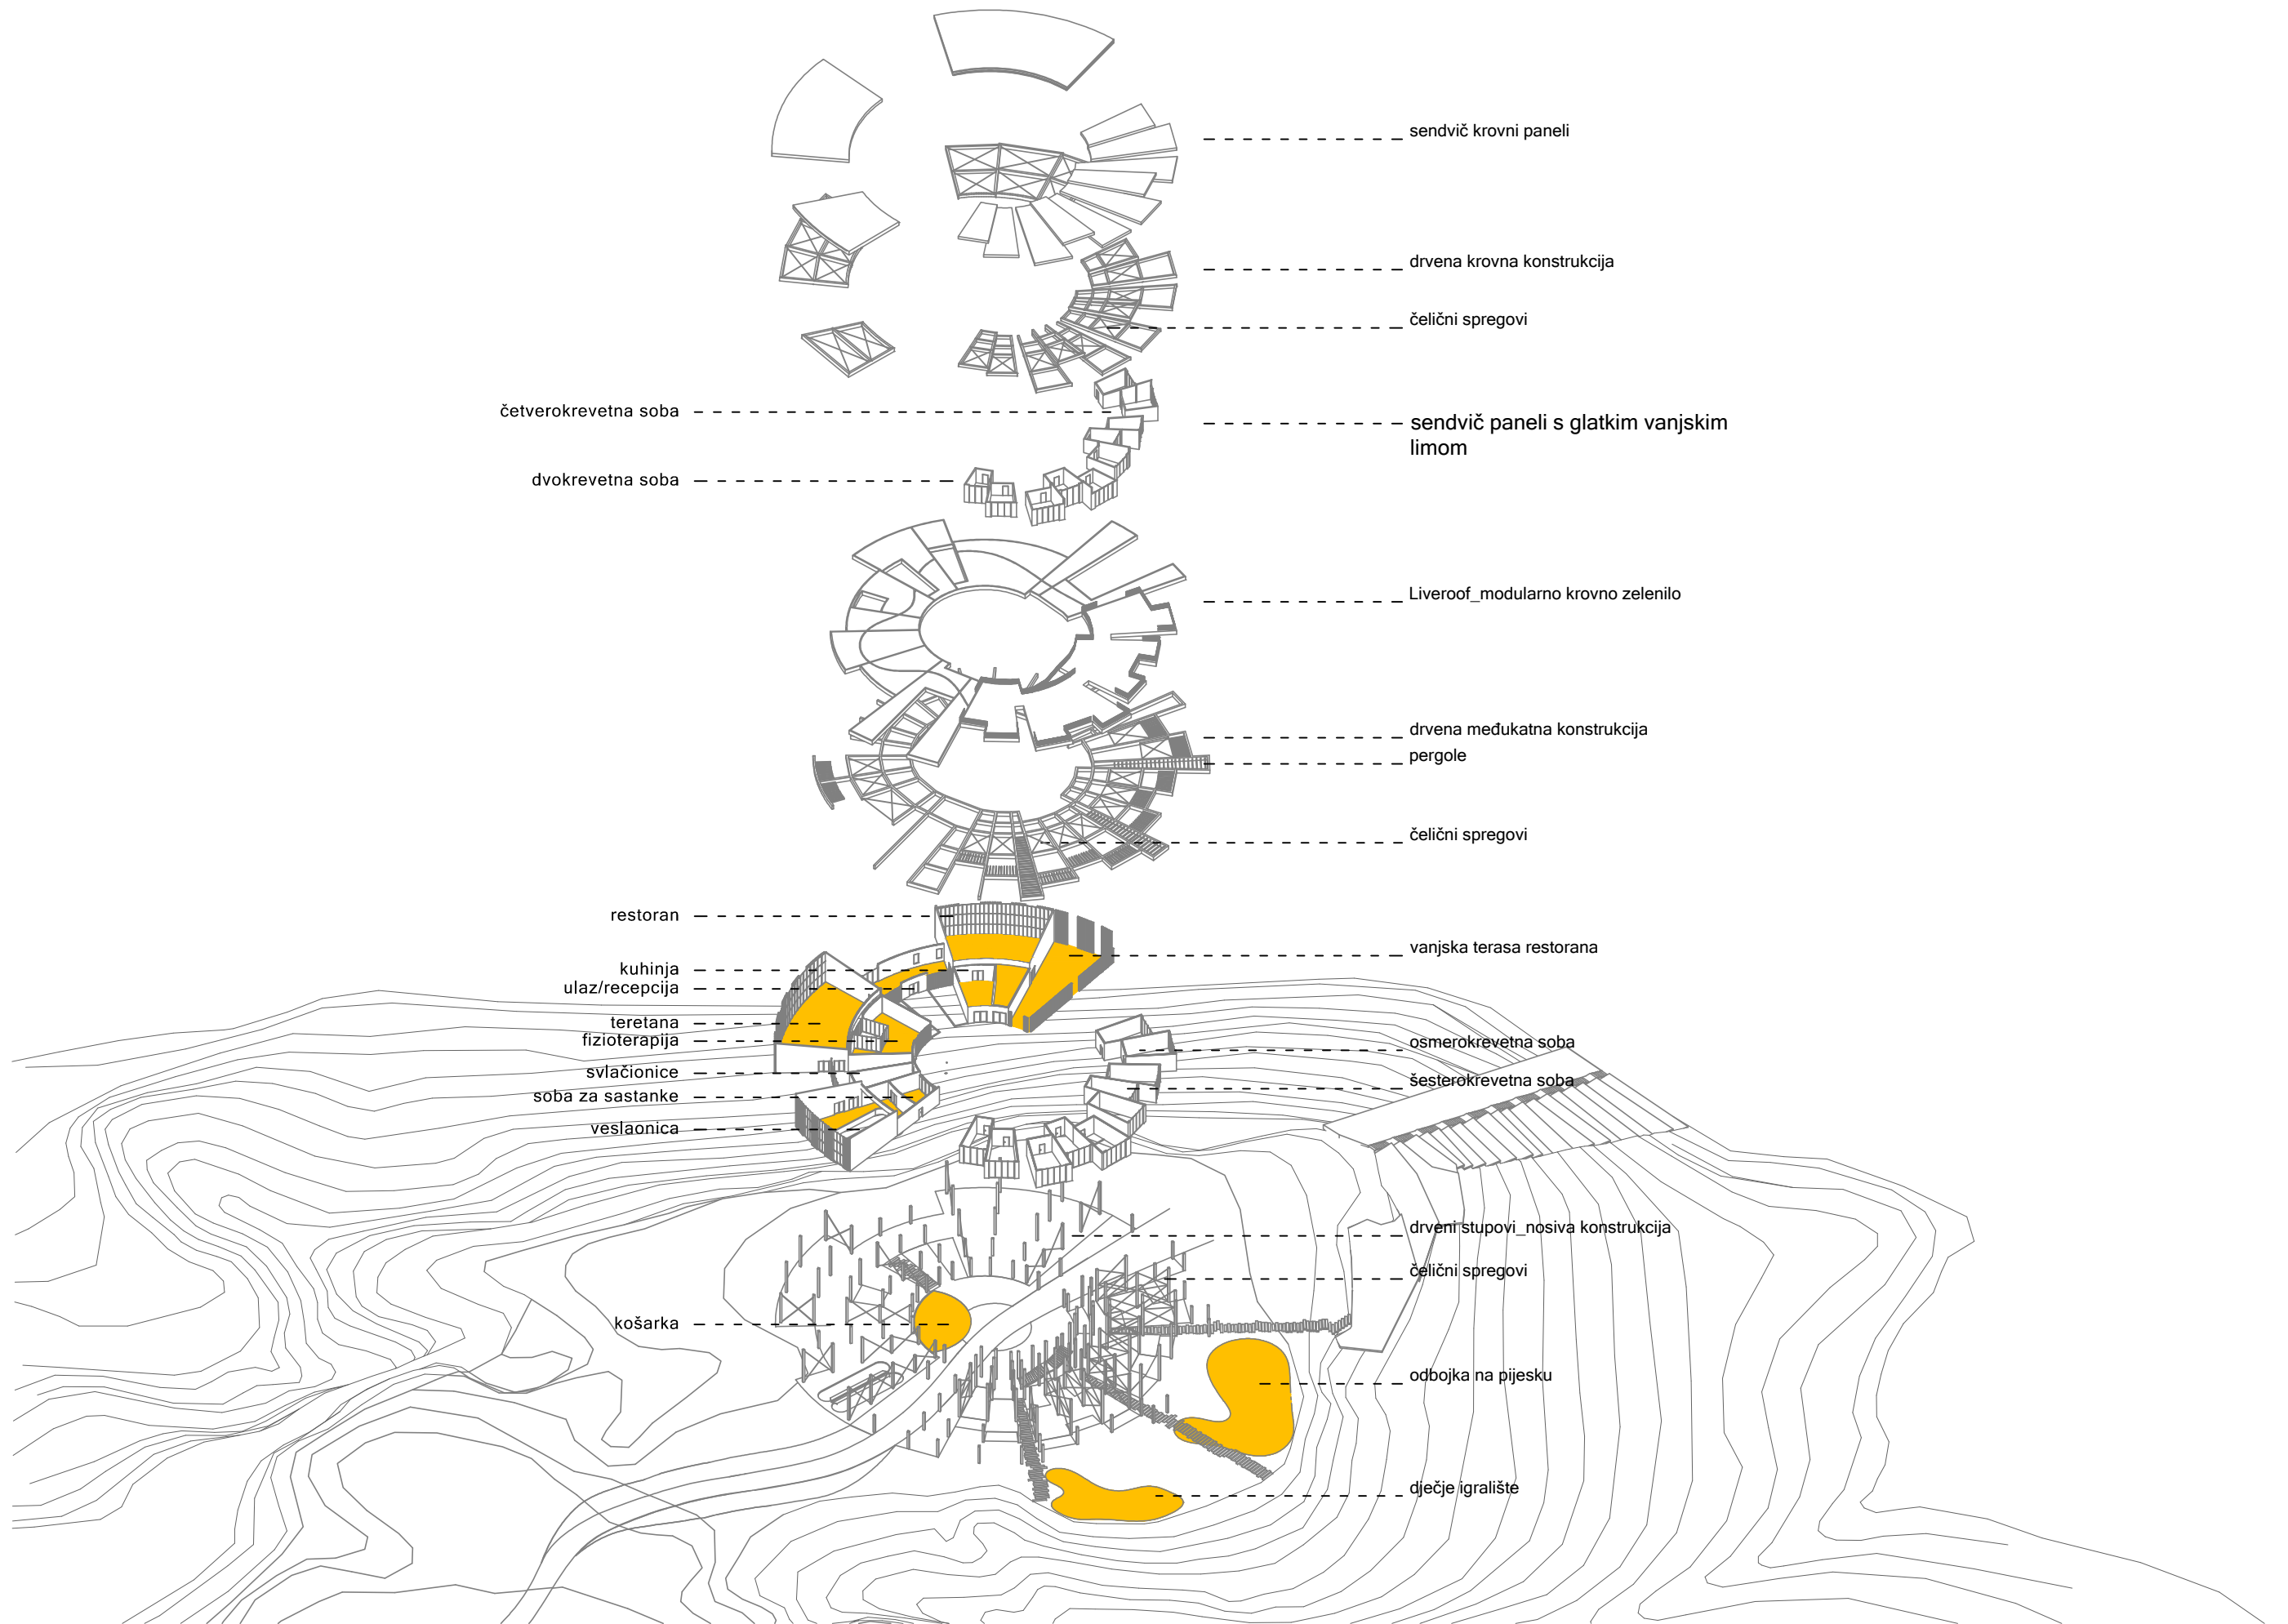 sendvič krovni paneli
drvena krovna konstrukcija
čelični spregovi
četverokrevetna soba
sendvič paneli s glatkim vanjskim
limom
dvokrevetna soba
Liveroof_modularno krovno zelenilo
drvena međukatna konstrukcija
pergole
čelični spregovi
restoran
vanjska terasa restorana
kuhinja
ulaz/recepcija
teretana
fizioterapija
osmerokrevetna soba
svlačionice
šesterokrevetna soba
soba za sastanke
veslaonica
drveni stupovi_nosiva konstrukcija
čelični spregovi
košarka
odbojka na pijesku
dječje igralište